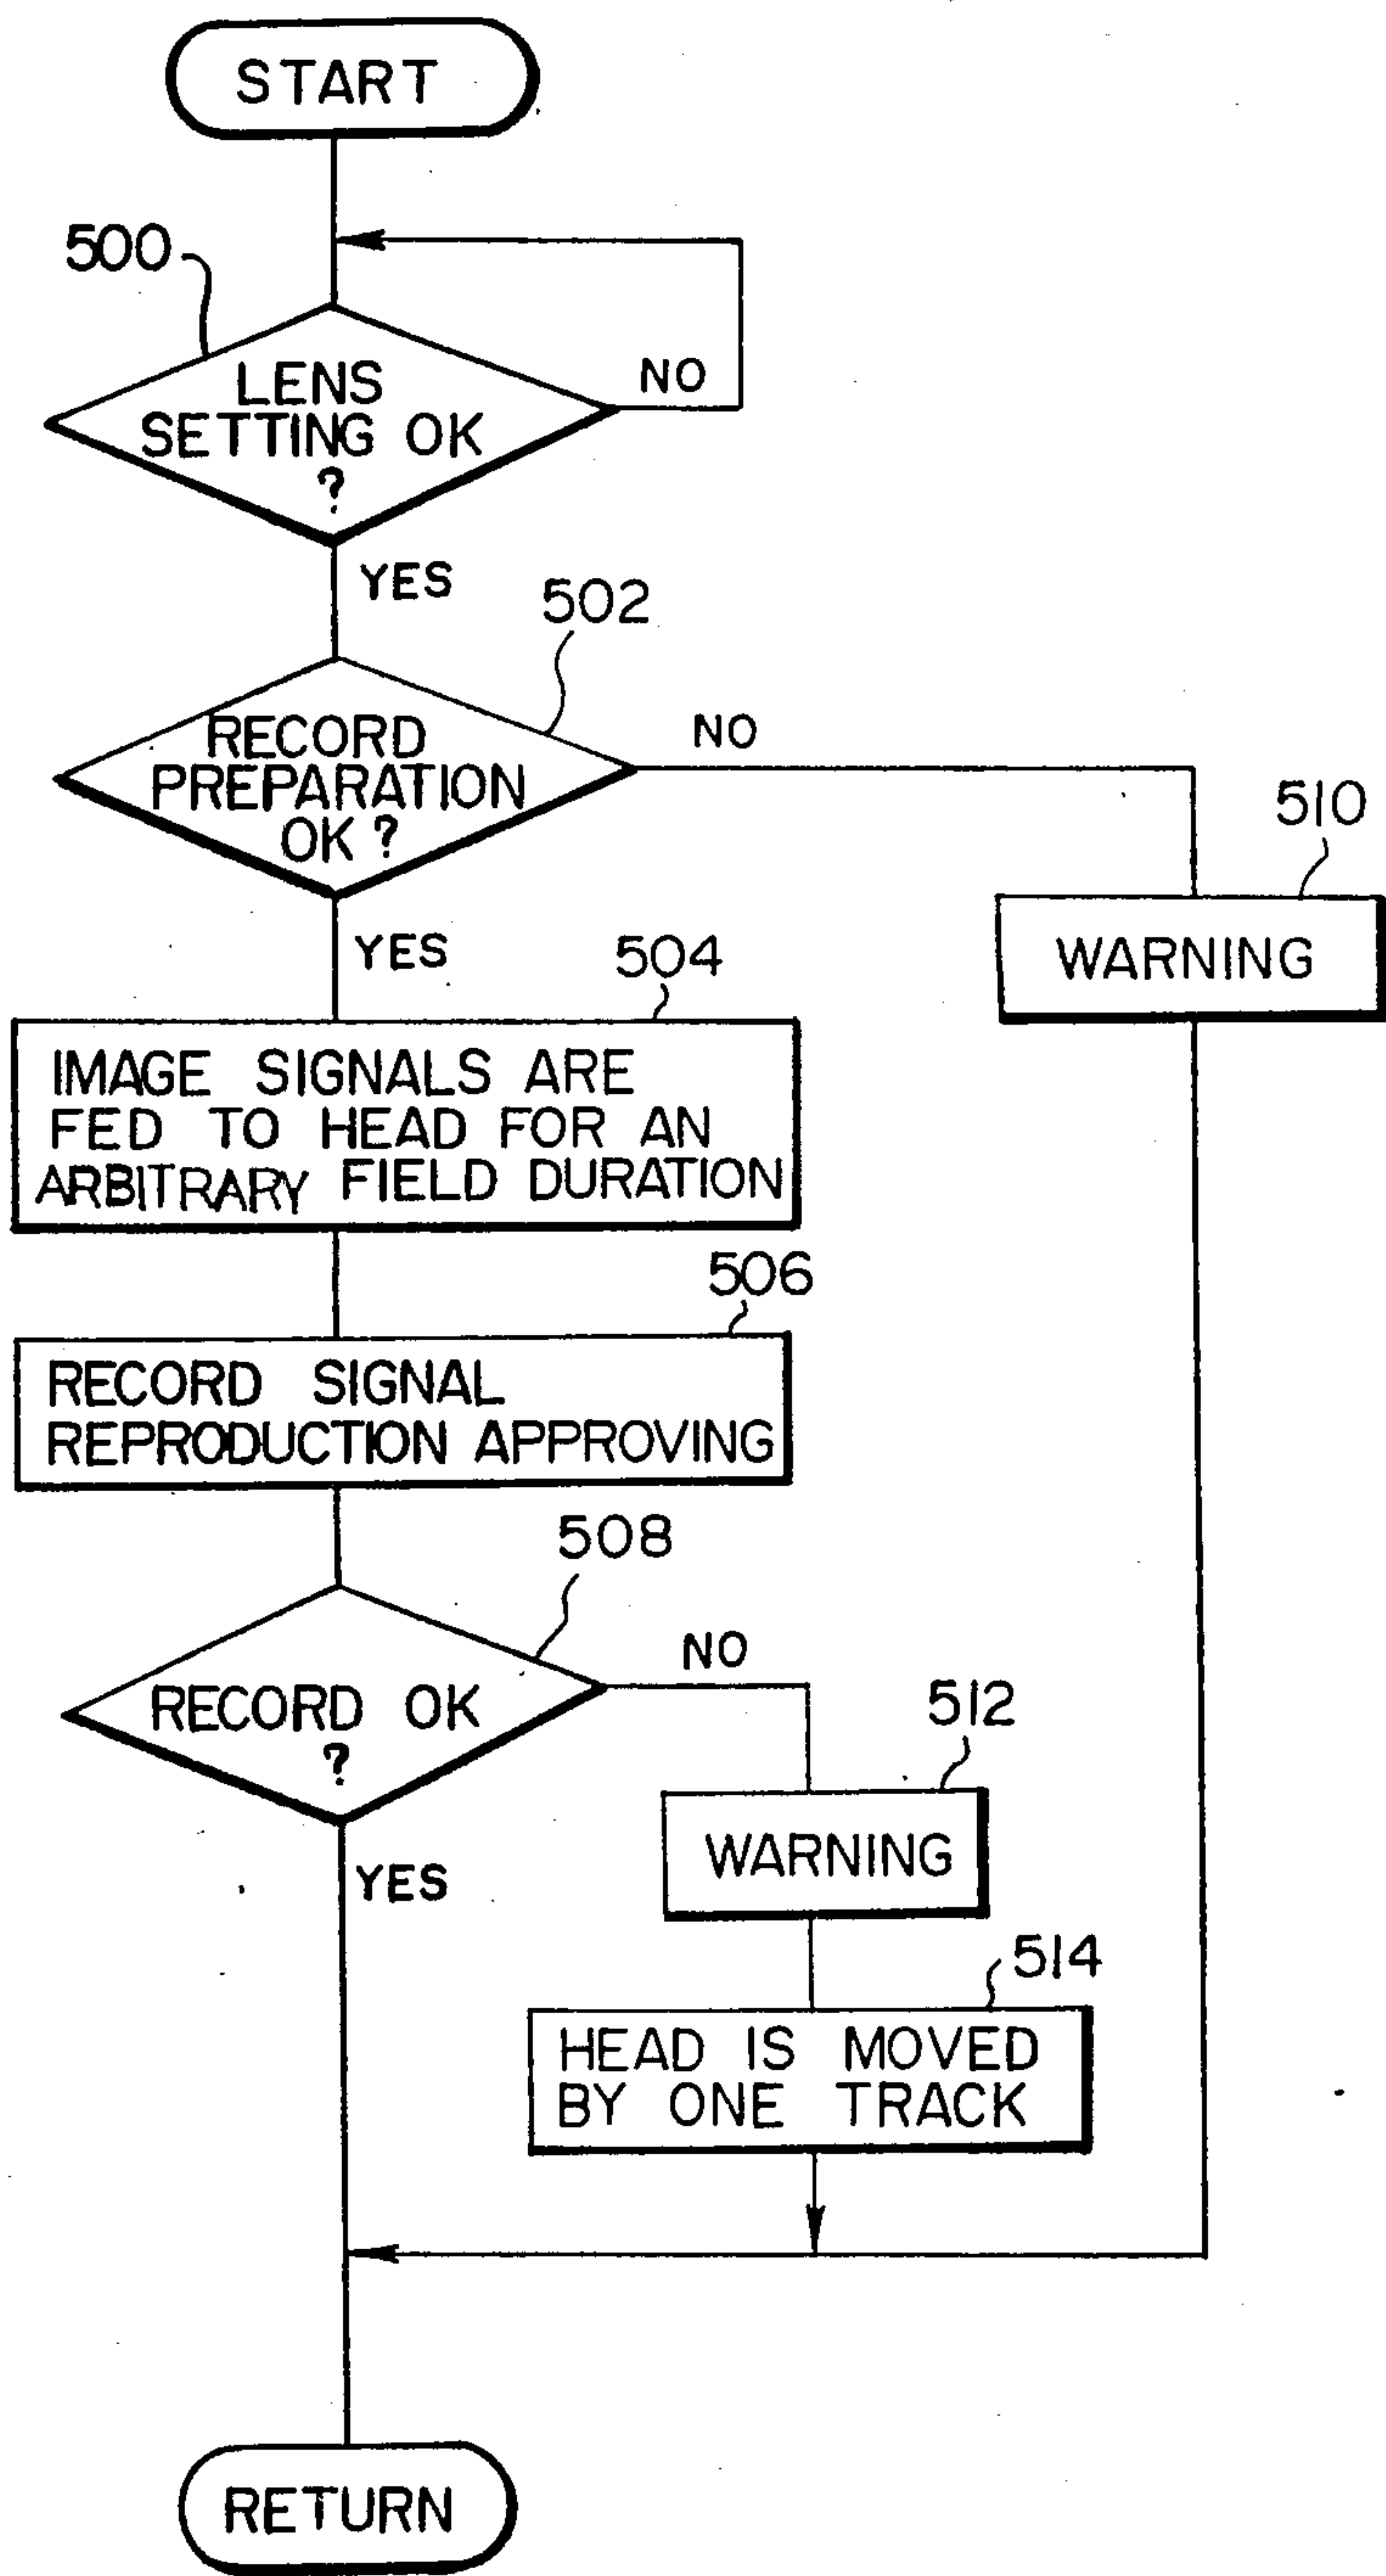 START
500
LENS
SETTING OK
?
NO
YES
502
RECORD
PREPARATION
OK?
NO
510
WARNING
YES
504
IMAGE SIGNALS ARE
FED TO HEAD FOR AN
ARBITRARY FIELD DURATION
506
RECORD SIGNAL
REPRODUCTION APPROVING
508
RECORD OK
?
NO
512
WARNING
YES
514
HEAD IS MOVED
BY ONE TRACK
RETURN